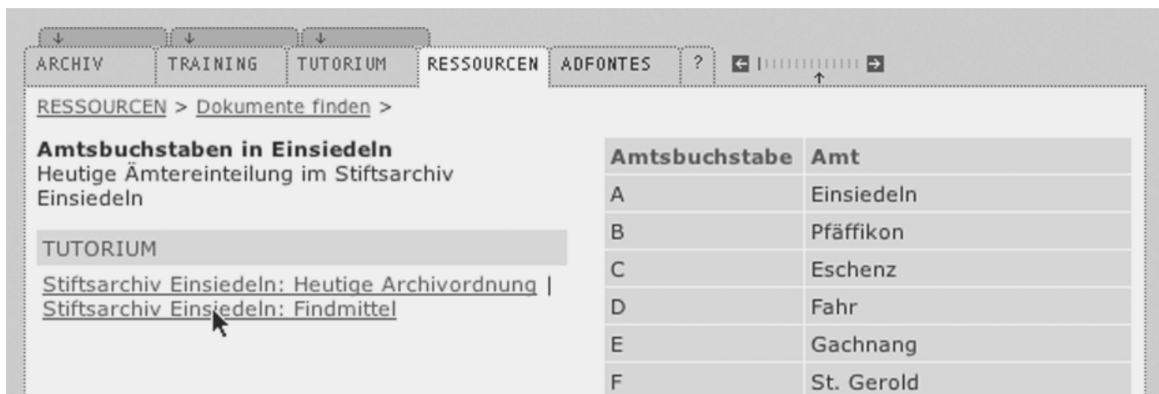 ARCHIV TRAINING TUTORIUM RESSOURCEN ADFONTES ?
RESSOURCEN > Dokumente finden >
Amtsbuchstaben in Einsiedeln
Heutige Ämtereinteilung im Stiftsarchiv
Einsiedeln
TUTORIUM
Stiftsarchiv Einsiedeln: Heutige Archivordnung |
Stiftsarchiv Einsiedeln: Findmittel
Amtsbuchstabe Amt
A Einsiedeln
B Pfäffikon
C Eschenz
D Fahr
E Gachnang
F St. Gerold